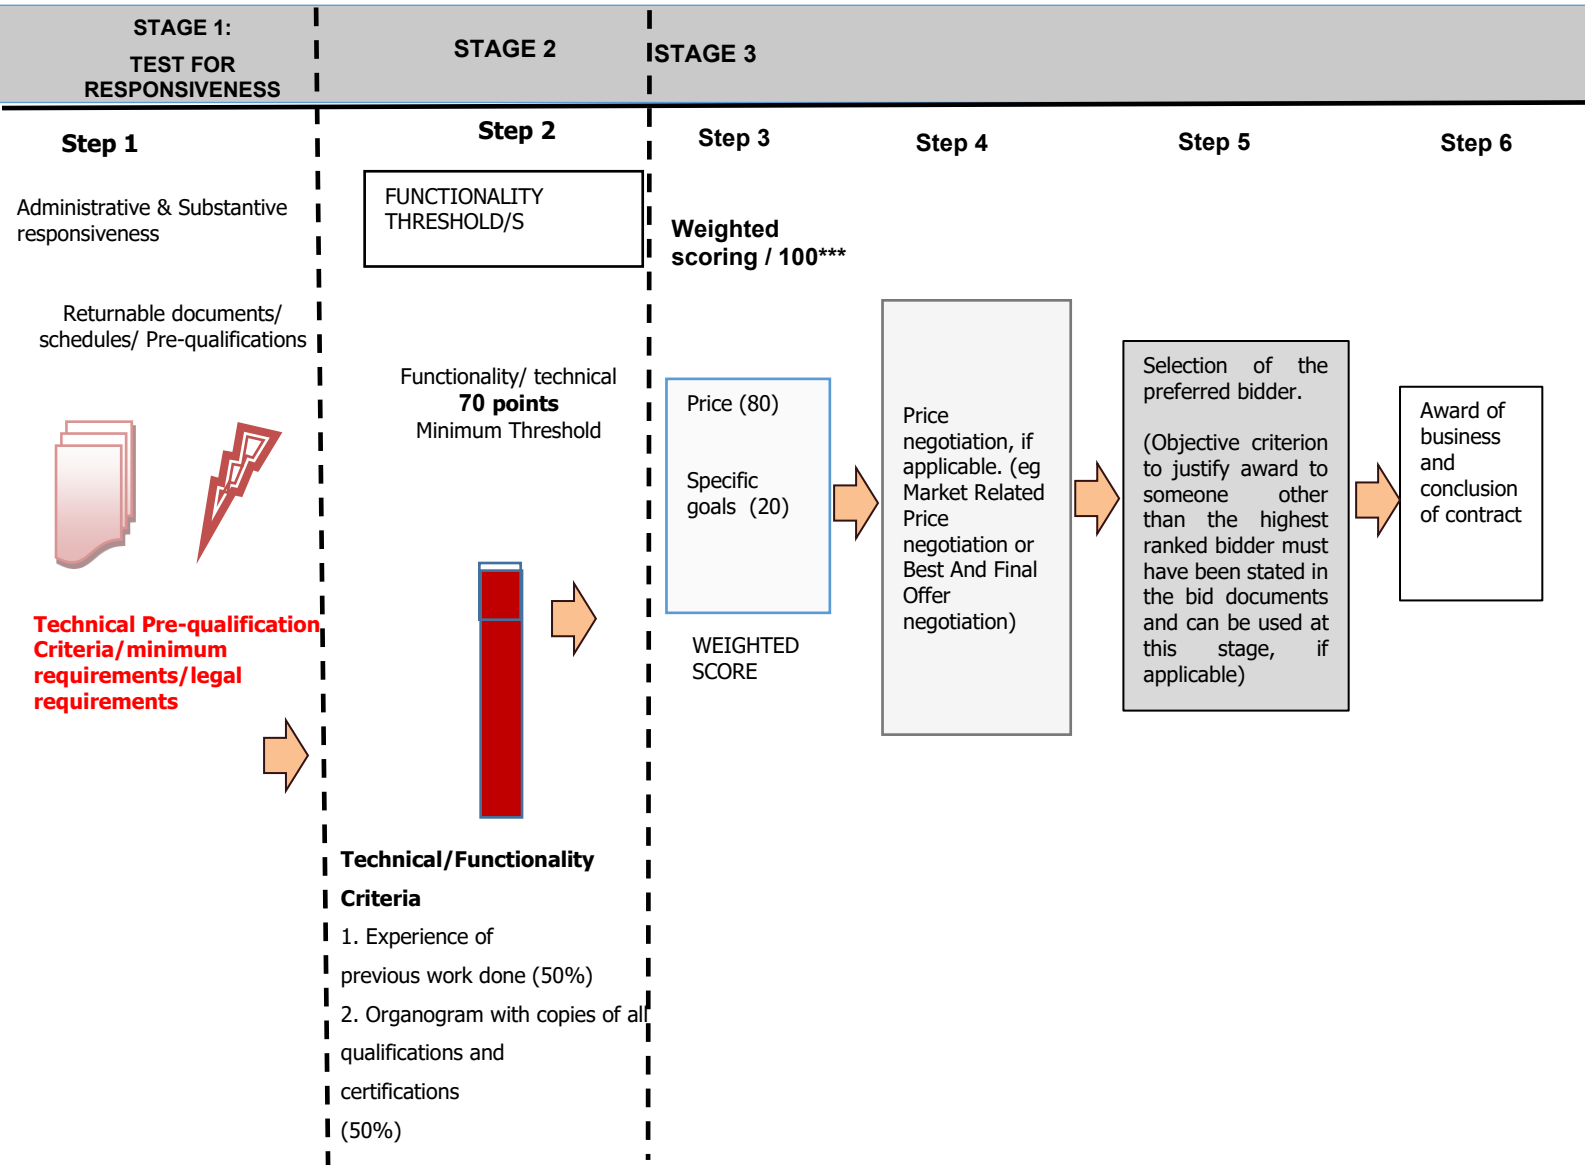 STAGE 1:
TEST FOR
RESPONSIVENESS
STAGE 2
STAGE 3
Step 1
Administrative & Substantive
responsiveness
Returnable documents/
schedules/ Pre-qualifications
Technical Pre-qualification
Criteria/minimum
requirements/legal
requirements
Step 2
FUNCTIONALITY
THRESHOLD/S
Functionality/ technical
70 points
Minimum Threshold
Technical/Functionality
Criteria
1. Experience of
previous work done (50%)
2. Organogram with copies of all
qualifications and
certifications
(50%)
Step 3
Weighted
scoring / 100***
Price (80)
Specific
goals (20)
WEIGHTED
SCORE
Step 4
Price
negotiation, if
applicable. (eg
Market Related
Price
negotiation or
Best And Final
Offer
negotiation)
Step 5
Selection of the
preferred bidder.
(Objective criterion
to justify award to
someone other
than the highest
ranked bidder must
have been stated in
the bid documents
and can be used at
this stage, if
applicable)
Step 6
Award of
business
and
conclusion
of contract